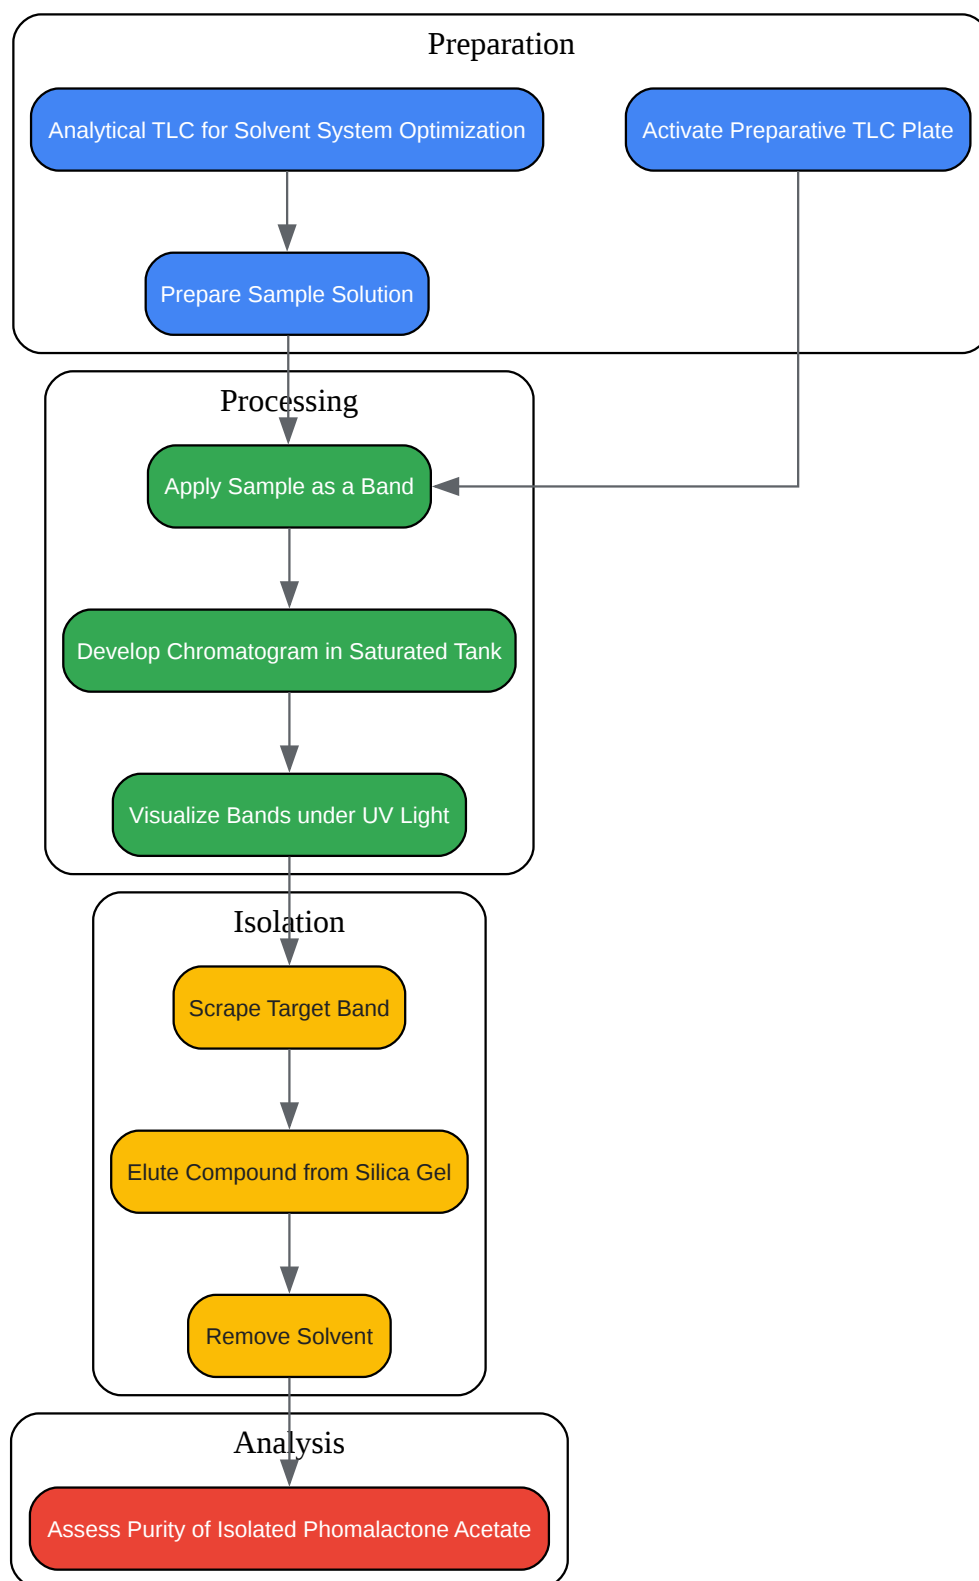 Preparation
Analytical TLC for Solvent System Optimization
Activate Preparative TLC Plate
Prepare Sample Solution
Processing
Apply Sample as a Band
Develop Chromatogram in Saturated Tank
Visualize Bands under UV Light
Isolation
Scrape Target Band
Elute Compound from Silica Gel
Remove Solvent
Analysis
Assess Purity of Isolated Phomalactone Acetate